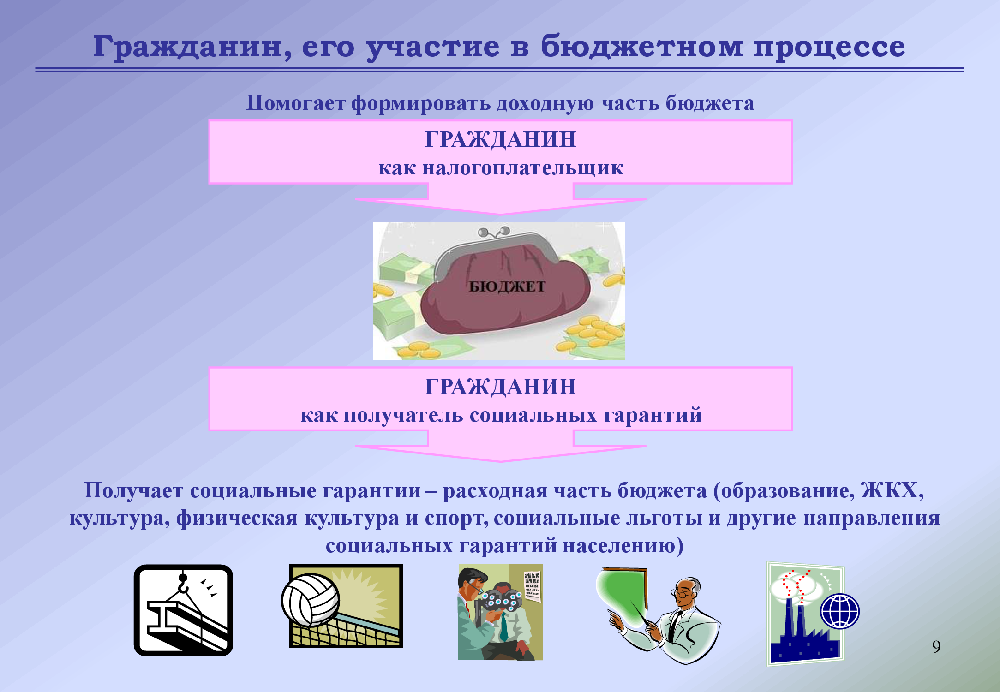 Гражданин, его участие в бюджетном процессе
Помогает формировать доходную часть бюджета
ГРАЖДАНИН
как налогоплательщик
БЮДЖЕТ
ГРАЖДАНИН
как получатель социальных гарантий
Получает социальные гарантии – расходная часть бюджета (образование, ЖКХ,
культура, физическая культура и спорт, социальные льготы и другие направления
социальных гарантий населению)
9